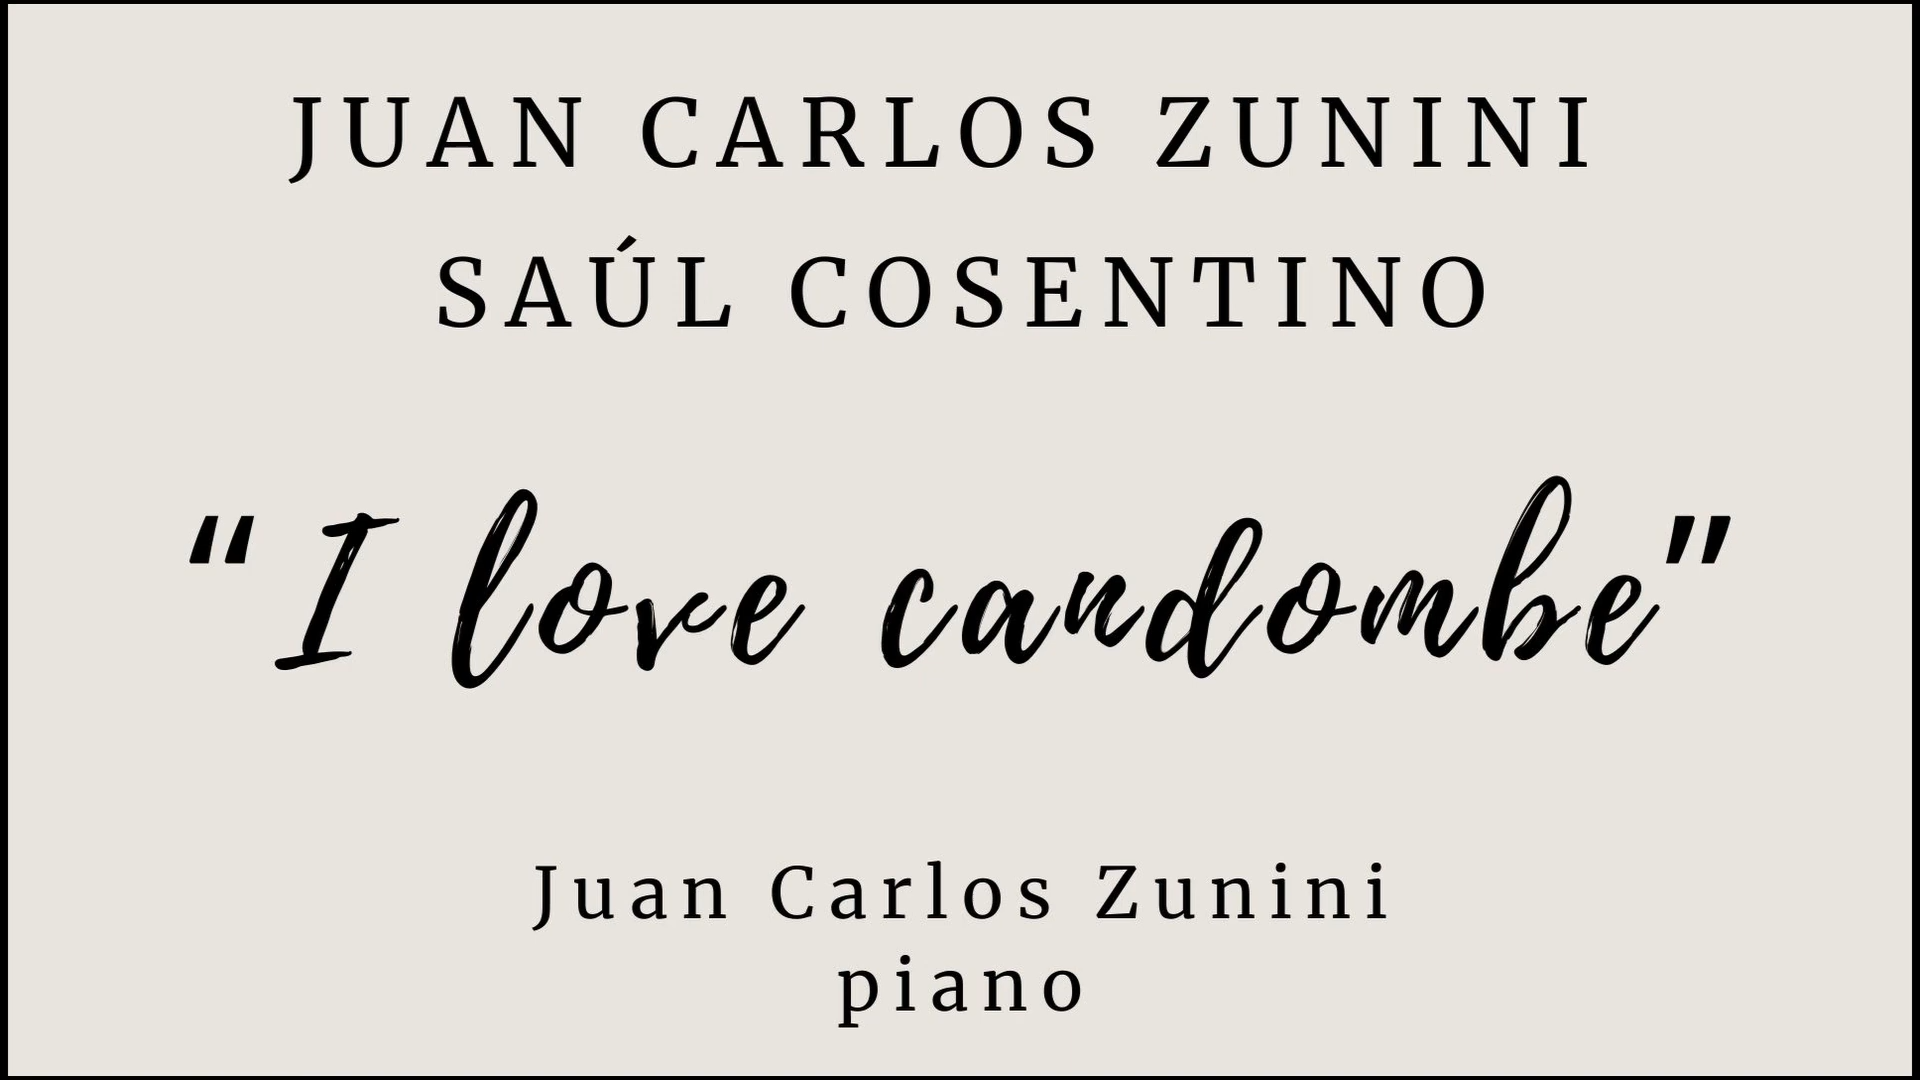 JUAN CARLOS ZUNINI
SAÚL COSENTINO
“I love candombe”
Juan Carlos Zunini
piano